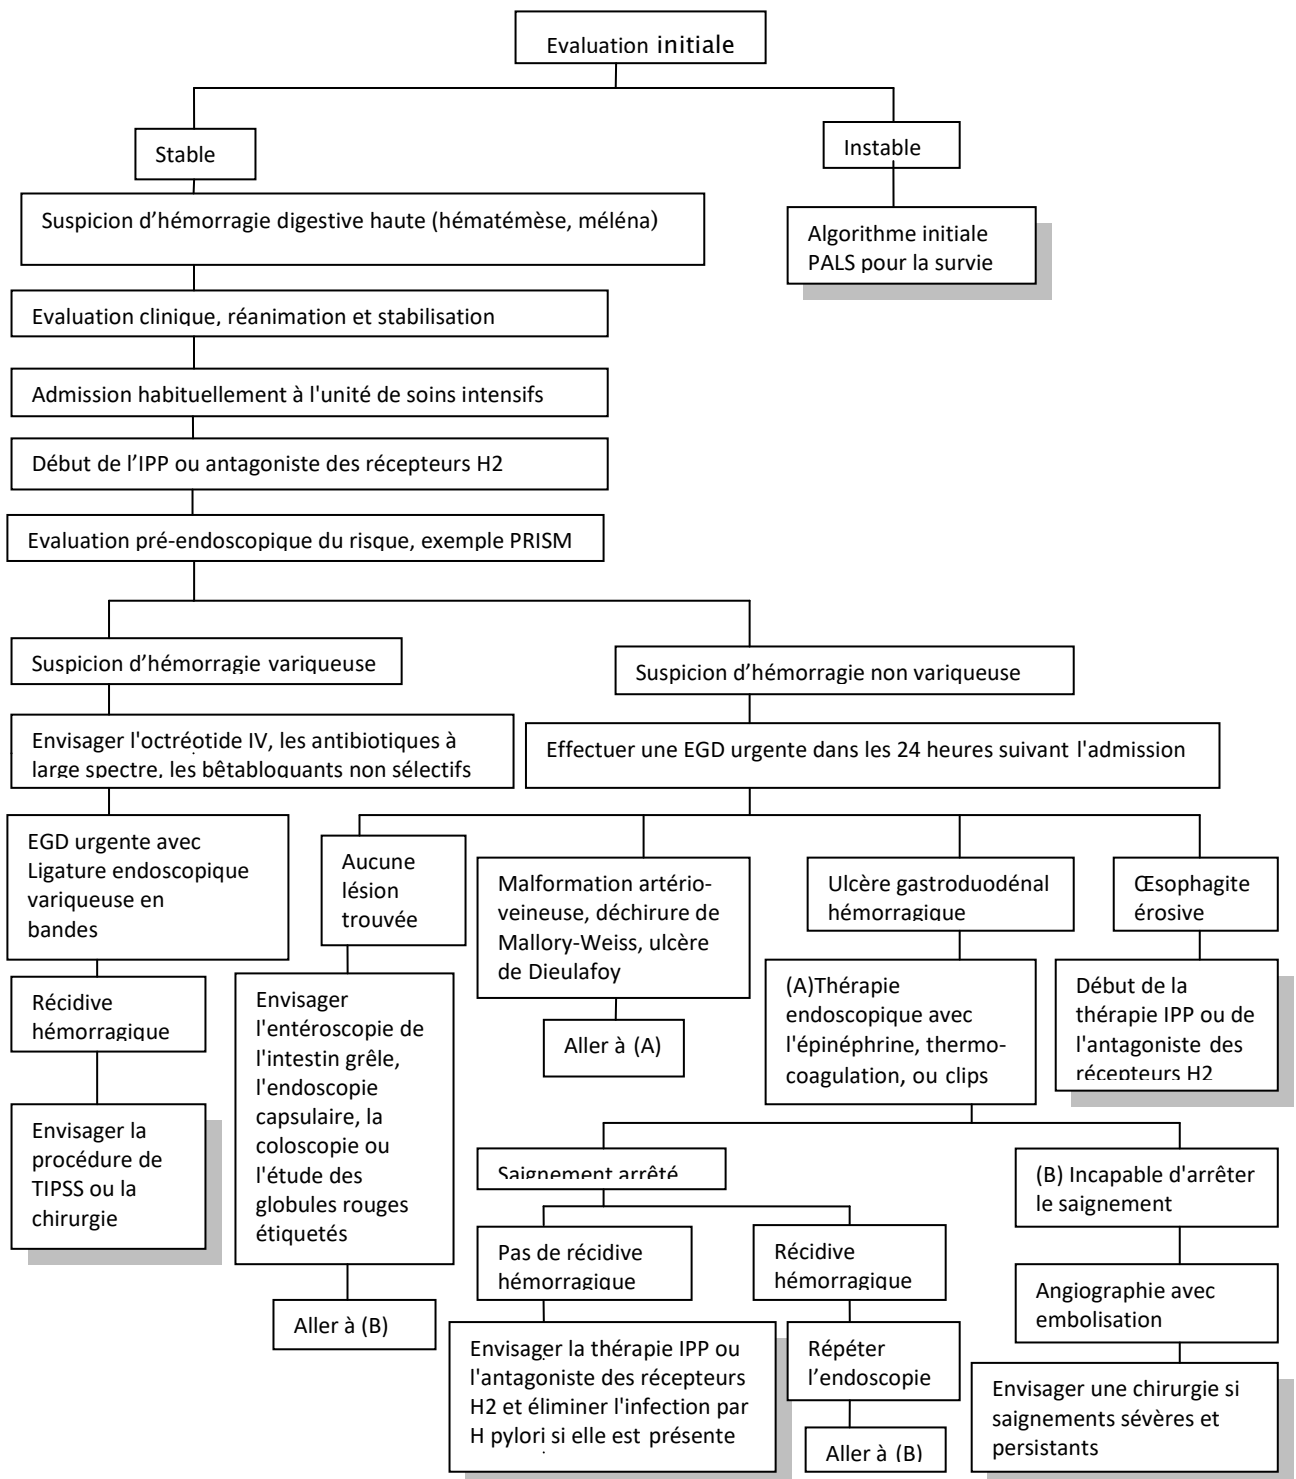 Evaluation initiale
Stable
Instable
Suspicion d’hémorragie digestive haute (hématémèse, méléna)
Algorithme initiale
PALS pour la survie
Evaluation clinique, réanimation et stabilisation
Admission habituellement à l'unité de soins intensifs
Début de l’IPP ou antagoniste des récepteurs H2
Evaluation pré-endoscopique du risque, exemple PRISM
Suspicion d’hémorragie variqueuse
Suspicion d’hémorragie non variqueuse
Envisager l'octréotide IV, les antibiotiques à
large spectre, les bêtabloquants non sélectifs
Effectuer une EGD urgente dans les 24 heures suivant l'admission
EGD urgente avec
Ligature endoscopique
variqueuse en
bandes
Aucune
lésion
trouvée
Malformation artério-
veineuse, déchirure de
Mallory-Weiss, ulcère
de Dieulafoy
Ulcère gastroduodénal
hémorragique
Œsophagite
érosive
Récidive
hémorragique
Envisager
l'entéroscopie de
l'intestin grêle,
l'endoscopie
capsulaire, la
coloscopie ou
l'étude des
globules rouges
étiquetés
Aller à (A)
(A)Thérapie
endoscopique avec
l'épinéphrine, thermo-
coagulation, ou clips
Début de la
thérapie IPP ou de
l'antagoniste des
récepteurs H2
Envisager la
procédure de
TIPSS ou la
chirurgie
Saignement arrêté
(B) Incapable d'arrêter
le saignement
Pas de récidive
hémorragique
Récidive
hémorragique
Angiographie avec
embolisation
Aller à (B)
Envisager la thérapie IPP ou
l'antagoniste des récepteurs
H2 et éliminer l'infection par
H pylori si elle est présente
Répéter
l’endoscopie
Envisager une chirurgie si
saignements sévères et
persistants
Aller à (B)